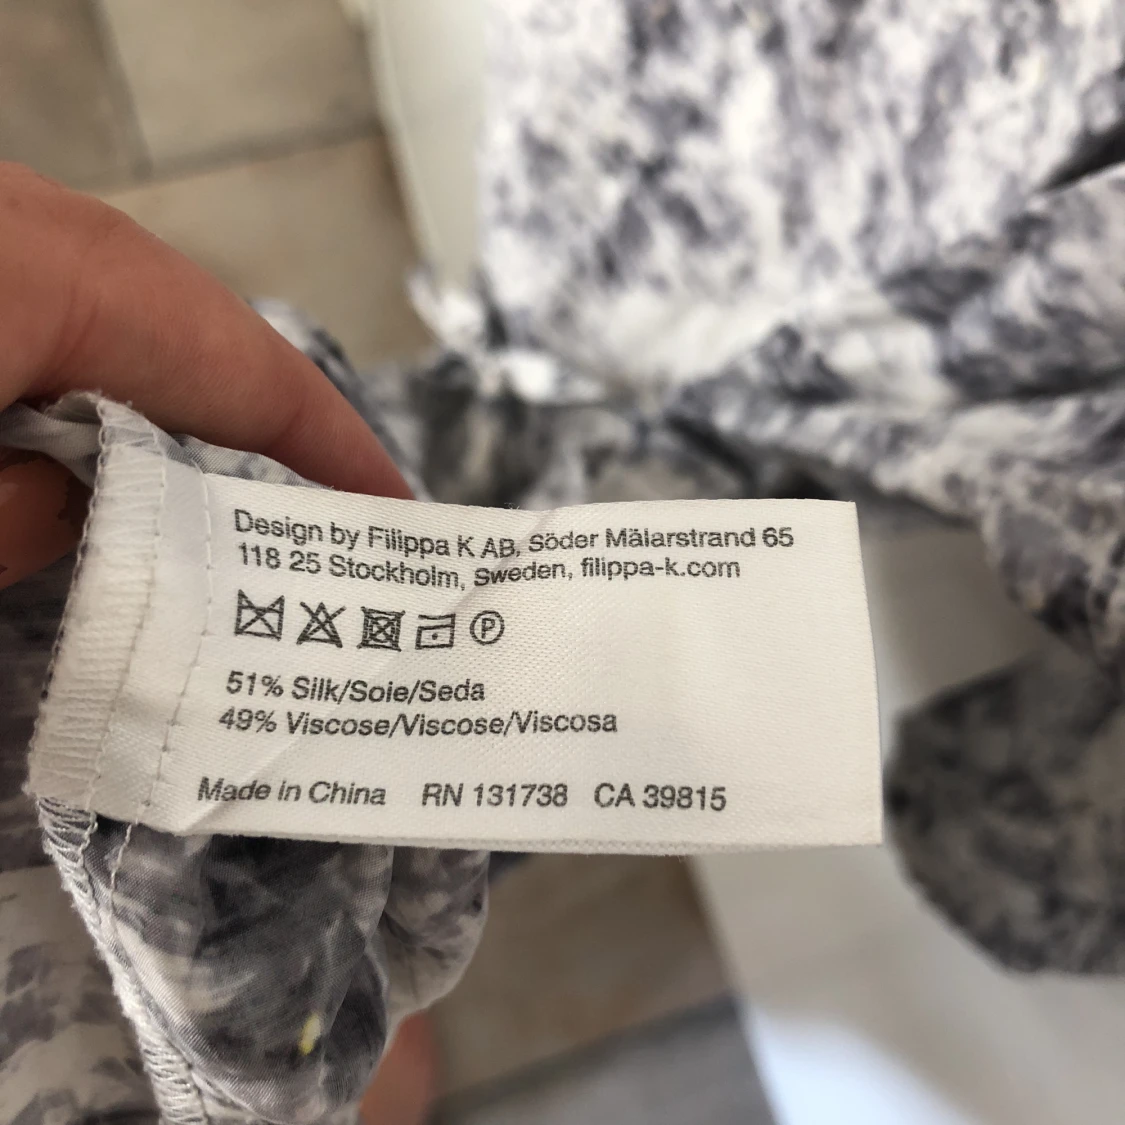 Design by Filippa K AB, Söder Mälarstrand 65
118 25 Stockholm, Sweden, filippa-k.com
P
51% Silk/Soie/Seda
49% Viscose/Viscose/Viscosa
Made in China RN 131738 CA 39815